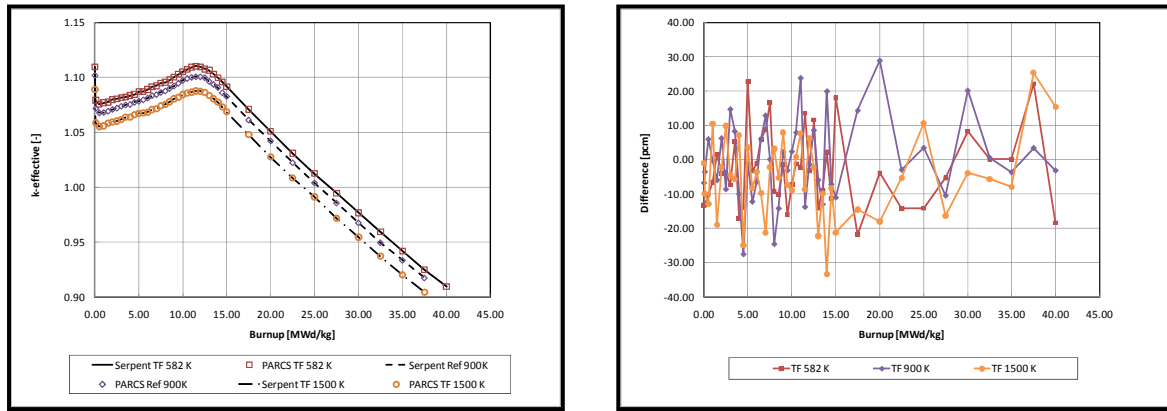 1.15
1.10
1.05
1.00
0.95
0.90
k-effective [-]
0.00 5.00 10.00 15.00 20.00 25.00 30.00 35.00 40.00 45.00
Burnup [MWd/kg]
Serpent TF 582 K PARCS TF 582 K Serpent Ref 900K
PARCS Ref 900K Serpent TF 1500 K PARCS TF 1500 K
40.00
30.00
20.00
10.00
0.00
-10.00
-20.00
-30.00
-40.00
Difference [pcm]
0.00 5.00 10.00 15.00 20.00 25.00 30.00 35.00 40.00 45.00
Burnup [MWd/kg]
TF 582 K TF 900 K TF 1500 K